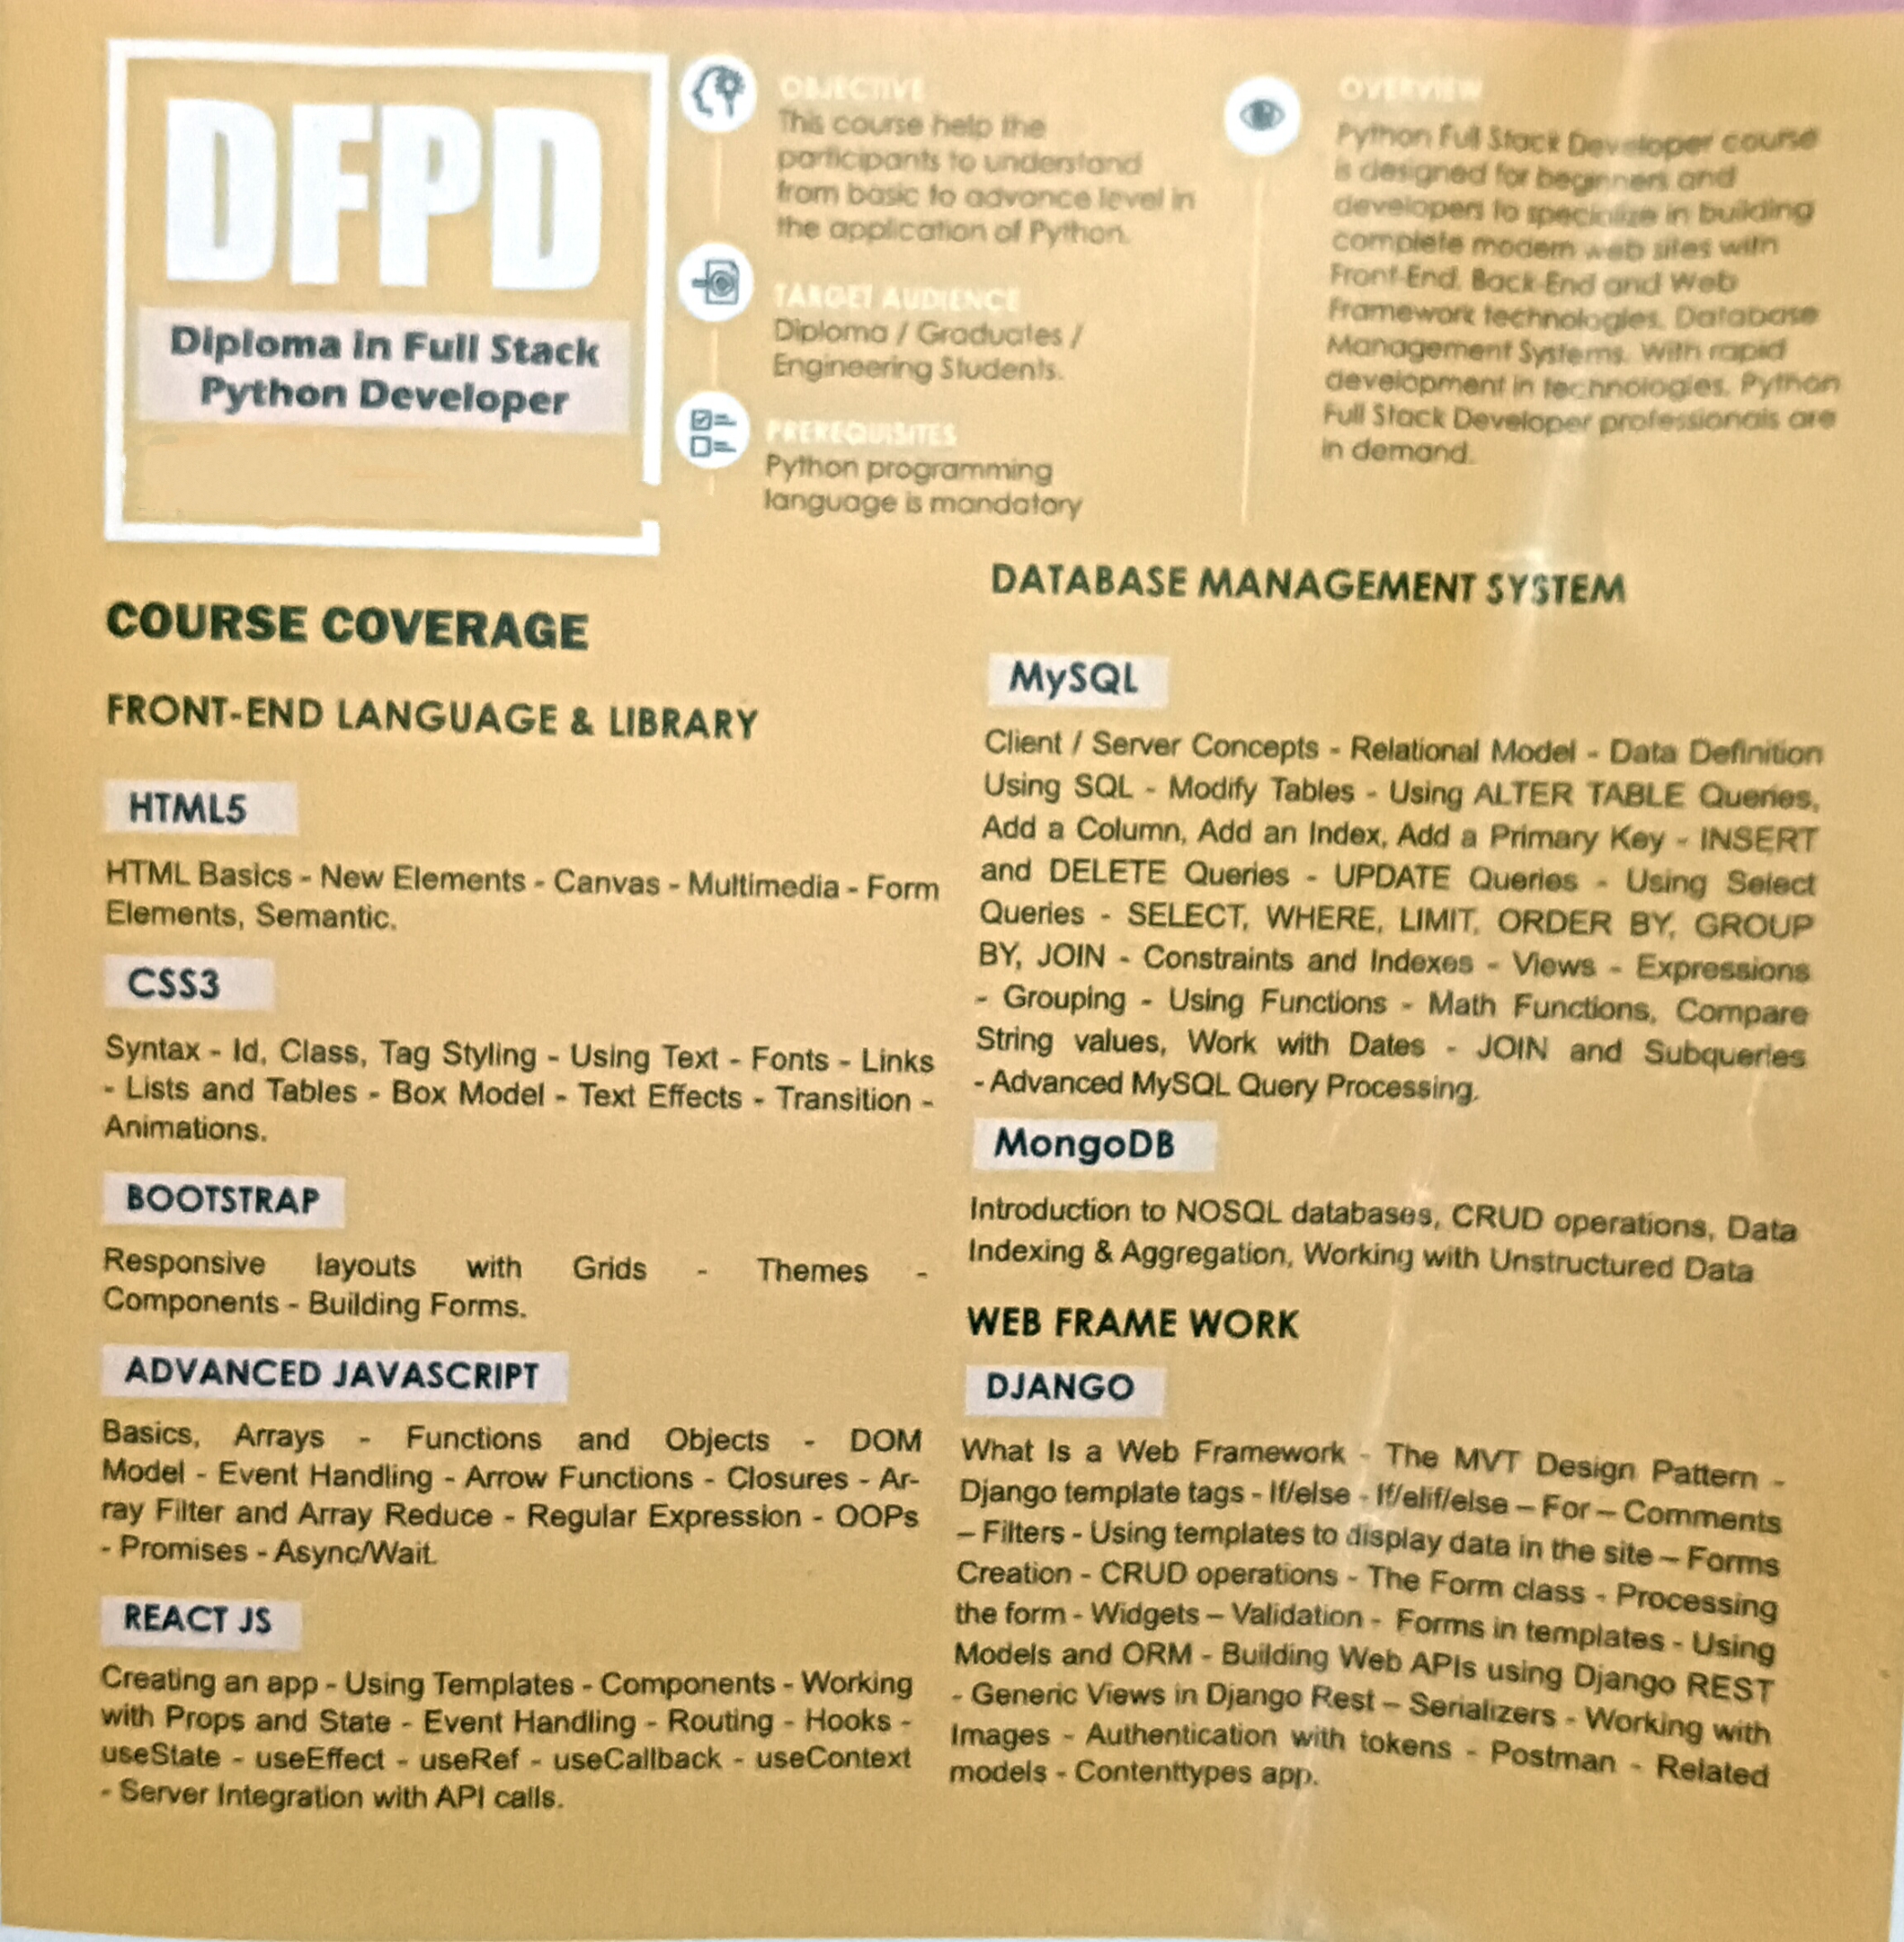 DFPD
Diploma in Full Stack
Python Developer
OBJECTIVE
This course help the
participants to understand
from basic to advance level in
the application of Python.
TARGET AUDIENCE
Diploma / Graduates /
Engineering Students.
PREREQUISITES
Python programming
language is mandatory
OVERVIEW
Python Full Stack Developer course
is designed for beginners and
developers to specialize in building
complete modern web sites with
Front-End, Back-End and Web
Framework technologies, Database
Management Systems. With rapid
development in technologies, Python
Full Stack Developer professionals are
in demand.
COURSE COVERAGE
FRONT-END LANGUAGE & LIBRARY
HTML5
HTML Basics - New Elements - Canvas - Multimedia - Form
Elements, Semantic.
CSS3
Syntax - Id, Class, Tag Styling - Using Text - Fonts - Links
- Lists and Tables - Box Model - Text Effects - Transition -
Animations.
BOOTSTRAP
Responsive layouts with Grids - Themes -
Components - Building Forms.
ADVANCED JAVASCRIPT
Basics, Arrays - Functions and Objects - DOM
Model - Event Handling - Arrow Functions - Closures - Ar-
ray Filter and Array Reduce - Regular Expression - OOPs
- Promises - Async/Wait.
REACT JS
Creating an app - Using Templates - Components - Working
with Props and State - Event Handling - Routing - Hooks -
useState - useEffect - useRef - useCallback - useContext
- Server Integration with API calls.
DATABASE MANAGEMENT SYSTEM
MySQL
Client / Server Concepts - Relational Model - Data Definition
Using SQL - Modify Tables - Using ALTER TABLE Queries,
Add a Column, Add an Index, Add a Primary Key - INSERT
and DELETE Queries - UPDATE Queries - Using Select
Queries - SELECT, WHERE, LIMIT, ORDER BY, GROUP
BY, JOIN - Constraints and Indexes - Views - Expressions
- Grouping - Using Functions - Math Functions, Compare
String values, Work with Dates - JOIN and Subqueries
- Advanced MySQL Query Processing.
MongoDB
Introduction to NOSQL databases, CRUD operations, Data
Indexing & Aggregation, Working with Unstructured Data
WEB FRAME WORK
DJANGO
What Is a Web Framework - The MVT Design Pattern -
Django template tags - If/else - If/elif/else – For – Comments
– Filters - Using templates to display data in the site – Forms
Creation - CRUD operations - The Form class - Processing
the form - Widgets – Validation - Forms in templates - Using
Models and ORM - Building Web APIs using Django REST
- Generic Views in Django Rest – Serializers - Working with
Images - Authentication with tokens - Postman - Related
models - Contenttypes app.